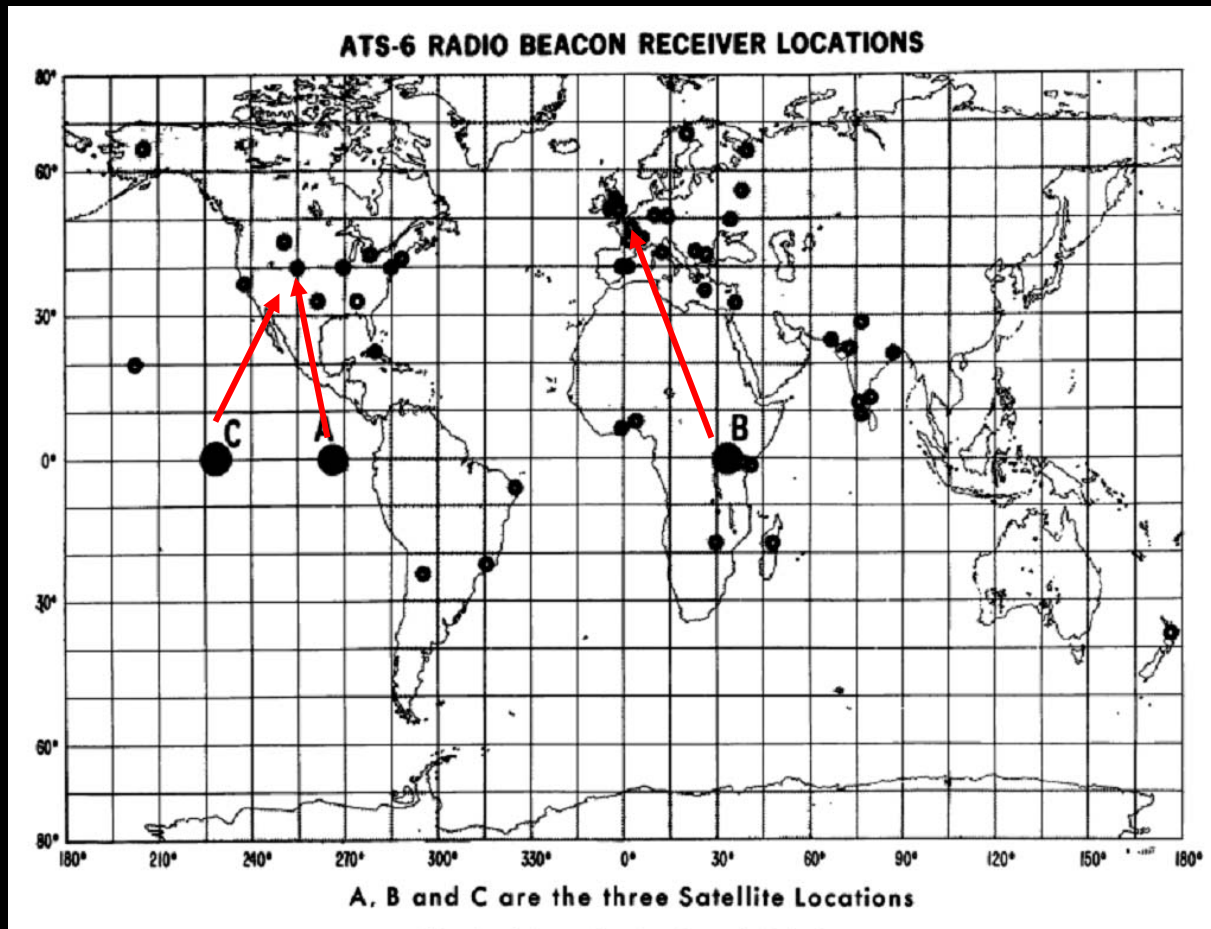 ATS-6 RADIO BEACON RECEIVER LOCATIONS
80°
60°
30°
C
A
B
0°
30°
60°
80°
180° 210° 240° 270° 300° 330° 0° 30° 60° 90° 120° 150° 180°
A, B and C are the three Satellite Locations